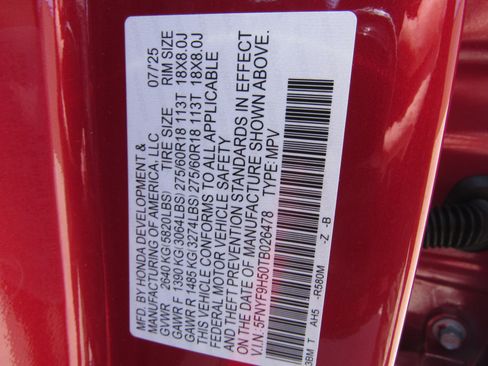 MFD. BY HONDA DEVELOPMENT &
MANUFACTURING OF AMERICA, LLC 07/25
GVWR 2640 KG(5820LBS) TIRE SIZE RIM SIZE
GAWR F 1390 KG(3064LBS) 275/60R18 113T 18X8.0J
GAWR R 1485 KG(3274LBS) 275/60R18 113T 18X8.0J
THIS VEHICLE CONFORMS TO ALL APPLICABLE
FEDERAL MOTOR VEHICLE SAFETY
AND THEFT PREVENTION STANDARDS IN EFFECT
ON THE DATE OF MANUFACTURE SHOWN ABOVE.
V.I.N.: 5FNYF9H50TB026478 TYPE: MPV
3BM T AH5 -R580M -Z -B